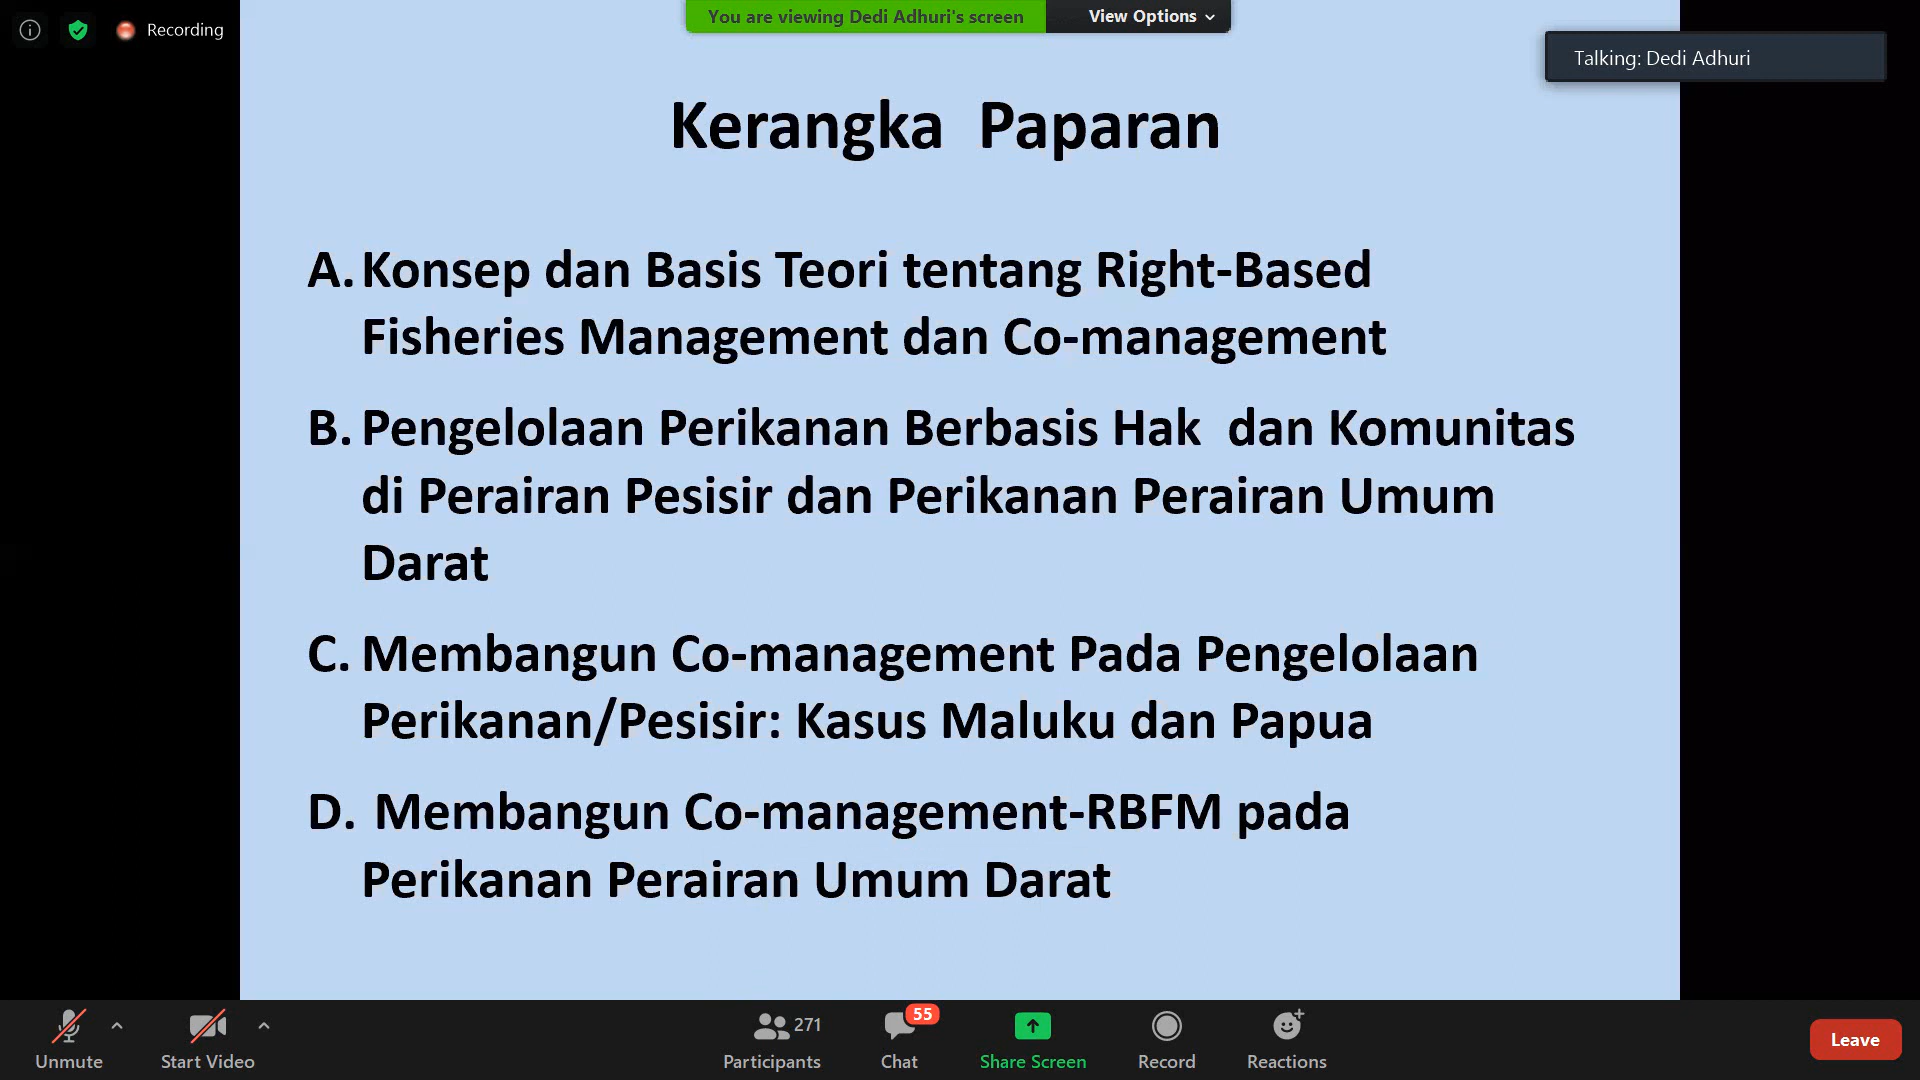 Recording
You are viewing Dedi Adhuri's screen
View Options
Talking: Dedi Adhuri
Kerangka Paparan
A. Konsep dan Basis Teori tentang Right-Based
Fisheries Management dan Co-management
B. Pengelolaan Perikanan Berbasis Hak dan Komunitas
di Perairan Pesisir dan Perikanan Perairan Umum
Darat
C. Membangun Co-management Pada Pengelolaan
Perikanan/Pesisir: Kasus Maluku dan Papua
D. Membangun Co-management-RBFM pada
Perikanan Perairan Umum Darat
Unmute
Start Video
271
Participants
55
Chat
Share Screen
Record
Reactions
Leave